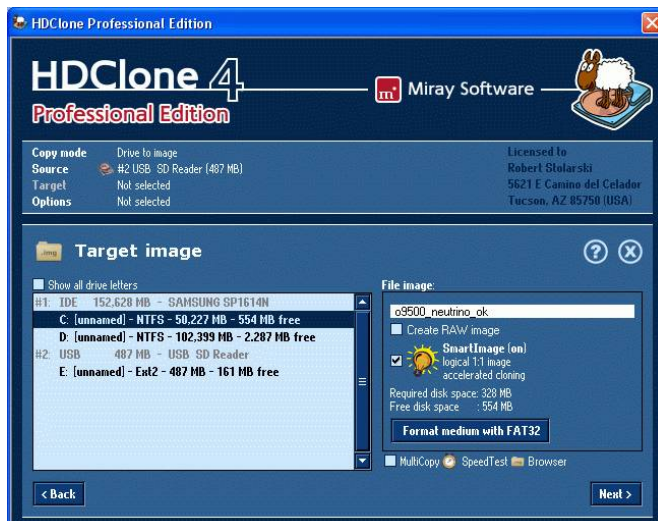 HDClone Professional Edition
HDClone 4
Professional Edition
m Miray Software
Copy mode Drive to image
Source #2 USB SD Reader (487 MB)
Target Not selected
Options Not selected
Licensed to
Robert Stolarski
5621 E Camino del Celador
Tucson, AZ 85750 (USA)
.img Target image
? X
Show all drive letters
#1: IDE 152,628 MB - SAMSUNG SP1614N
C: [unnamed] - NTFS - 50,227 MB - 554 MB free
D: [unnamed] - NTFS - 102,399 MB - 2,287 MB free
#2: USB 487 MB - USB SD Reader
E: [unnamed] - Ext2 - 487 MB - 161 MB free
File image:
o9500_neutrino_ok
Create RAW image
SmartImage (on)
logical 1:1 image
accelerated cloning
Required disk space: 328 MB
Free disk space : 554 MB
Format medium with FAT32
MultiCopy SpeedTest Browser
< Back
Next >